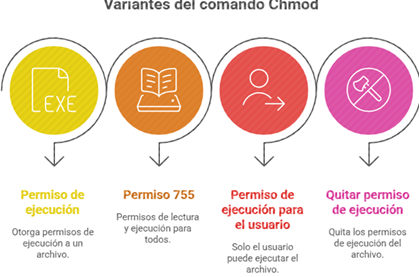 Variantes del comando Chmod
EXE
Permiso de
ejecución
Otorga permisos de
ejecución a un
archivo.
Permiso 755
Permisos de lectura
y ejecución para
todos.
Permiso de
ejecución para
el usuario
Solo el usuario
puede ejecutar el
archivo.
Quitar permiso
de ejecución
Quita los permisos
de ejecución del
archivo.